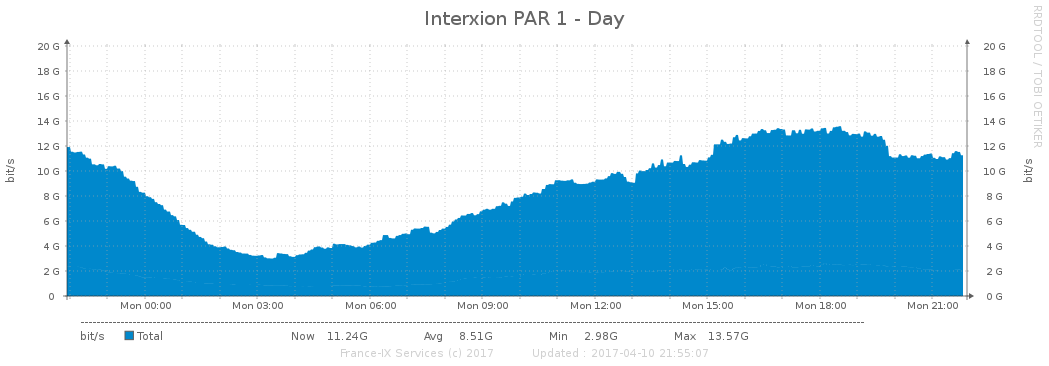 Interxion PAR 1 - Day
RRDTOOL / TOBI OETIKER
20 G 20 G
18 G 18 G
16 G 16 G
14 G 14 G
12 G 12 G
10 G 10 G
8 G 8 G
6 G 6 G
4 G 4 G
2 G 2 G
0 0 G
bit/s
bit/s
Mon 00:00 Mon 03:00 Mon 06:00 Mon 09:00 Mon 12:00 Mon 15:00 Mon 18:00 Mon 21:00
bit/s Total Now 11.24G Avg 8.51G Min 2.98G Max 13.57G
France-IX Services (c) 2017 Updated : 2017-04-10 21:55:07